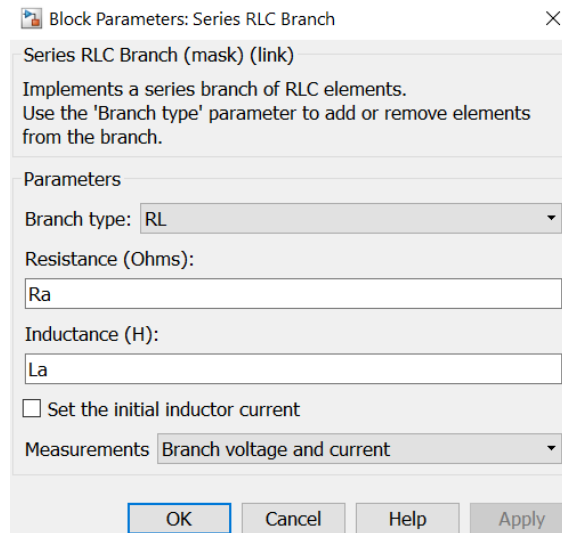 Block Parameters: Series RLC Branch
Series RLC Branch (mask) (link)
Implements a series branch of RLC elements.
Use the 'Branch type' parameter to add or remove elements
from the branch.
Parameters
Branch type: RL
Resistance (Ohms):
Ra
Inductance (H):
La
Set the initial inductor current
Measurements Branch voltage and current
OK Cancel Help Apply